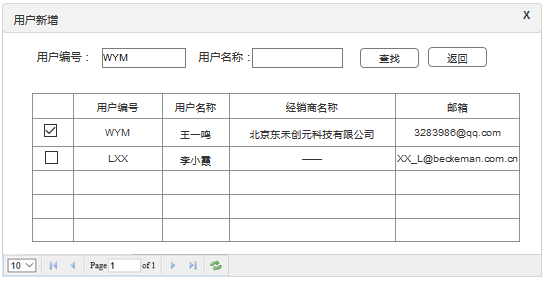 用户新增 X
用户编号： WYM 用户名称： 查找 返回
用户编号 用户名称 经销商名称 邮箱
WYM 王一鸣 北京东禾创元科技有限公司 3283986@qq.com
LXX 李小霞 —— XX_L@beckeman.com.cn
10 Page 1 of 1